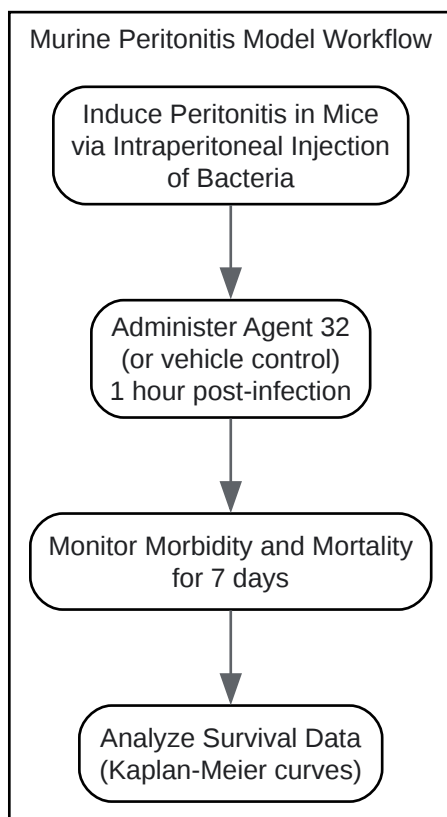 Murine Peritonitis Model Workflow
Induce Peritonitis in Mice
via Intraperitoneal Injection
of Bacteria
Administer Agent 32
(or vehicle control)
1 hour post-infection
Monitor Morbidity and Mortality
for 7 days
Analyze Survival Data
(Kaplan-Meier curves)